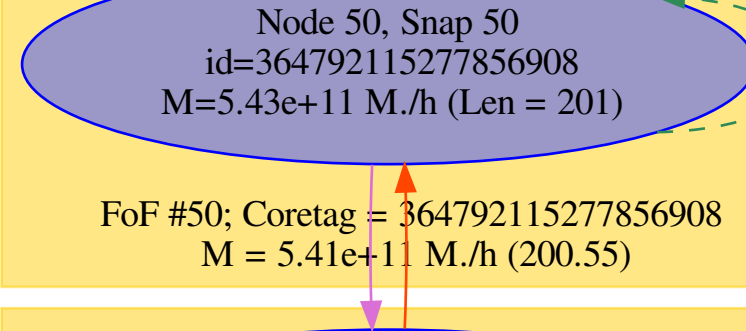 Node 50, Snap 50
id=364792115277856908
M=5.43e+11 M./h (Len = 201)
FoF #50; Coretag = 364792115277856908
M = 5.41e+11 M./h (200.55)